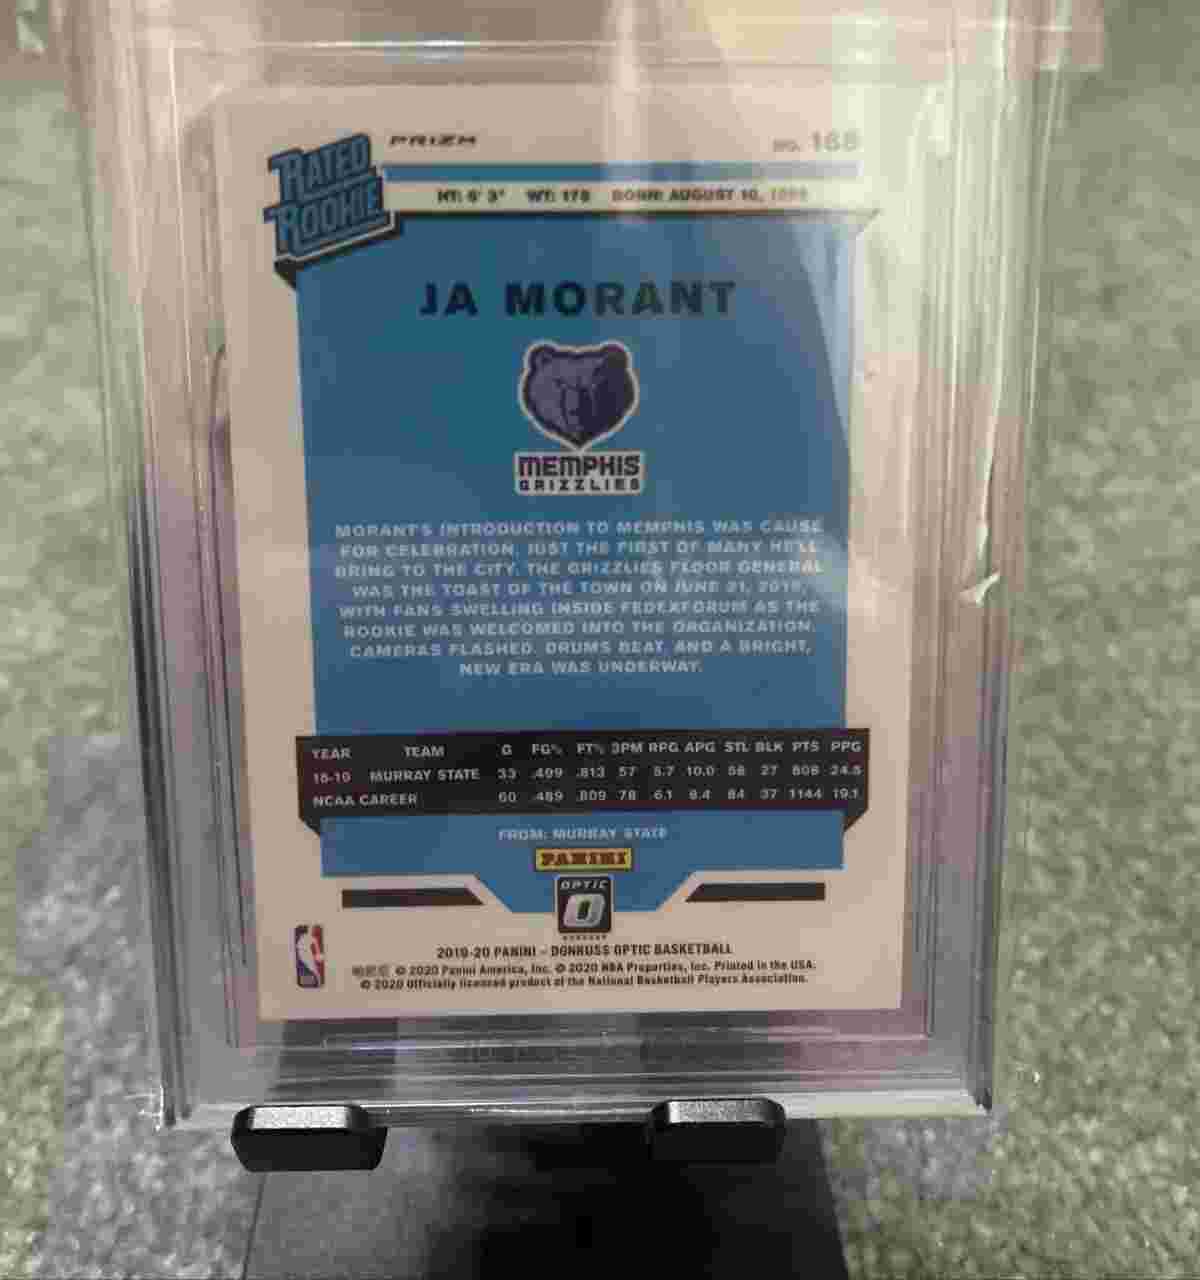 RATED
ROOKIE
PRIZM
NO. 168
HT: 6' 3" WT: 175 BORN: AUGUST 10, 1999
JA MORANT
MEMPHIS
GRIZZLIES
MORANT'S INTRODUCTION TO MEMPHIS WAS CAUSE
FOR CELEBRATION, JUST THE FIRST OF MANY HE'LL
BRING TO THE CITY. THE GRIZZLIES FLOOR GENERAL
WAS THE TOAST OF THE TOWN ON JUNE 21, 2019,
WITH FANS SWELLING INSIDE FEDEXFORUM AS THE
ROOKIE WAS WELCOMED INTO THE ORGANIZATION.
CAMERAS FLASHED, DRUMS BEAT, AND A BRIGHT,
NEW ERA WAS UNDERWAY.
YEAR TEAM G FG% FT% 3PM RPG APG STL BLK PTS PPG
18-19 MURRAY STATE 33 .499 .813 57 5.7 10.0 58 27 808 24.5
NCAA CAREER 60 .489 .809 78 6.1 8.4 84 37 1144 19.1
FROM: MURRAY STATE
PANINI
OPTIC
2019-20 PANINI - DONRUSS OPTIC BASKETBALL
© 2020 Panini America, Inc. © 2020 NBA Properties, Inc. Printed in the USA.
© 2020 Officially licensed product of the National Basketball Players Association.